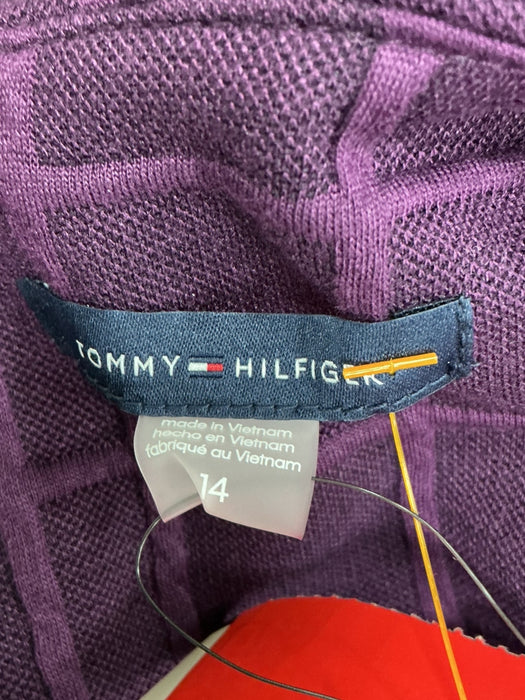 TOMMY HILFIGER
made in Vietnam
hecho en Vietnam
fabriqué au Vietnam
14